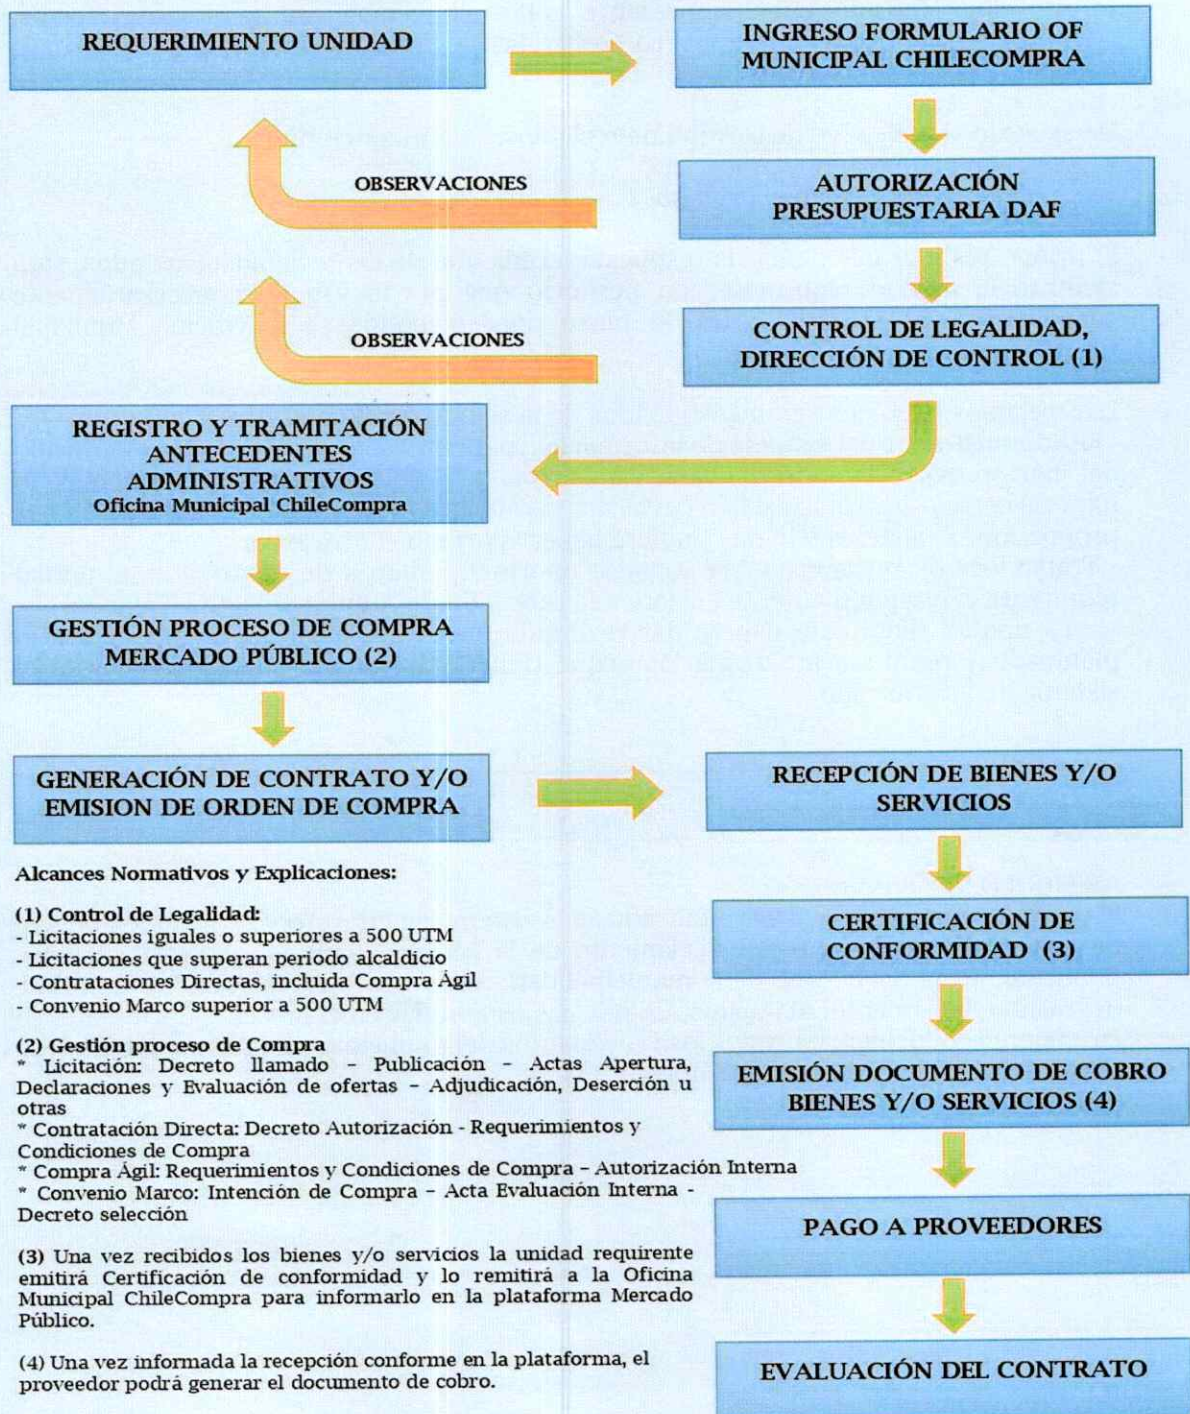 REQUERIMIENTO UNIDAD
INGRESO FORMULARIO OF
MUNICIPAL CHILECOMPRA
AUTORIZACIÓN
PRESUPUESTARIA DAF
OBSERVACIONES
CONTROL DE LEGALIDAD,
DIRECCIÓN DE CONTROL (1)
OBSERVACIONES
REGISTRO Y TRAMITACIÓN
ANTECEDENTES
ADMINISTRATIVOS
Oficina Municipal ChileCompra
GESTIÓN PROCESO DE COMPRA
MERCADO PÚBLICO (2)
GENERACIÓN DE CONTRATO Y/O
EMISION DE ORDEN DE COMPRA
RECEPCIÓN DE BIENES Y/O
SERVICIOS
CERTIFICACIÓN DE
CONFORMIDAD (3)
EMISIÓN DOCUMENTO DE COBRO
BIENES Y/O SERVICIOS (4)
PAGO A PROVEEDORES
EVALUACIÓN DEL CONTRATO
Alcances Normativos y Explicaciones:
(1) Control de Legalidad:
- Licitaciones iguales o superiores a 500 UTM
- Licitaciones que superan periodo alcaldicio
- Contrataciones Directas, incluida Compra Ágil
- Convenio Marco superior a 500 UTM
(2) Gestión proceso de Compra
* Licitación: Decreto llamado – Publicación – Actas Apertura,
Declaraciones y Evaluación de ofertas – Adjudicación, Deserción u
otras
* Contratación Directa: Decreto Autorización - Requerimientos y
Condiciones de Compra
* Compra Ágil: Requerimientos y Condiciones de Compra – Autorización Interna
* Convenio Marco: Intención de Compra – Acta Evaluación Interna -
Decreto selección
(3) Una vez recibidos los bienes y/o servicios la unidad requirente
emitirá Certificación de conformidad y lo remitirá a la Oficina
Municipal ChileCompra para informarlo en la plataforma Mercado
Público.
(4) Una vez informada la recepción conforme en la plataforma, el
proveedor podrá generar el documento de cobro.